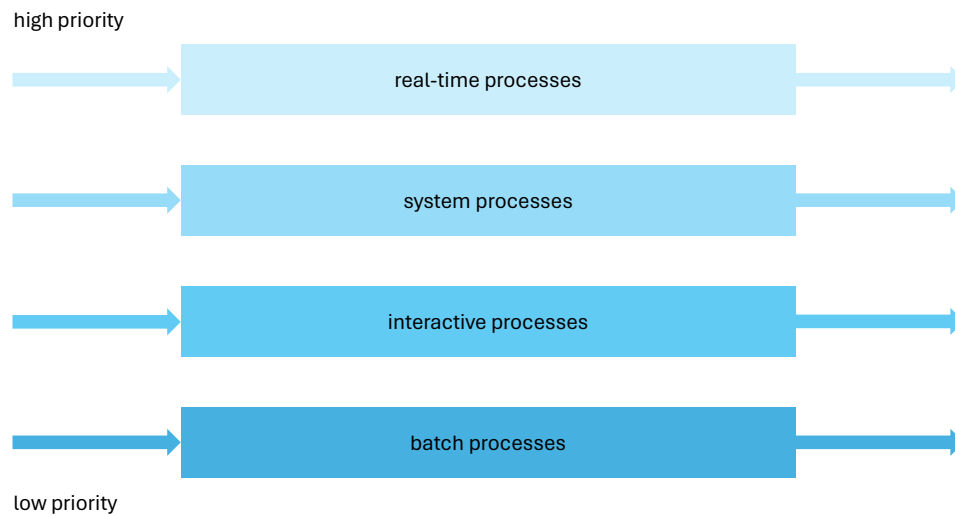 high priority
real-time processes
system processes
interactive processes
batch processes
low priority